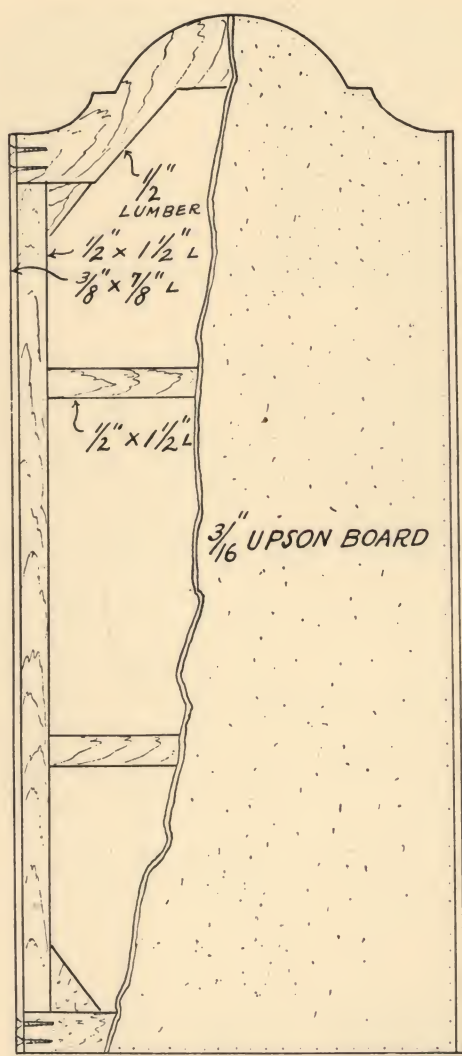 1/2"
LUMBER
1/2" x 1 1/2" L
3/8" x 7/8" L
1/2" x 1 1/2" L
3/16" UPSON BOARD